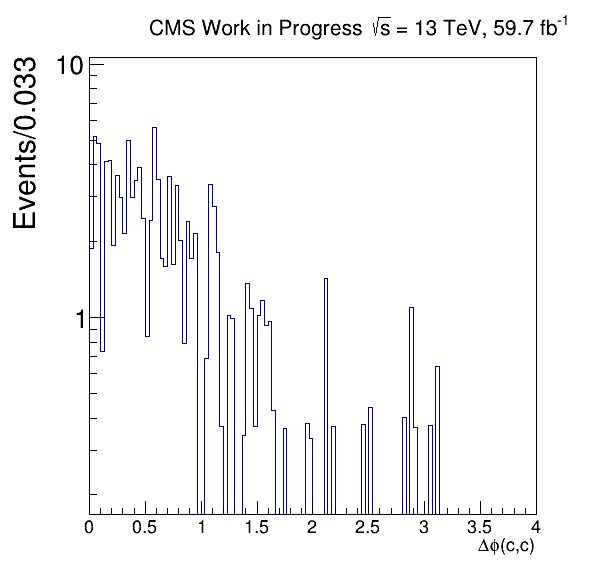 CMS Work in Progress √s = 13 TeV, 59.7 fb⁻¹
Events/0.033
10
1
0 0.5 1 1.5 2 2.5 3 3.5 4
Δϕ(c,c)